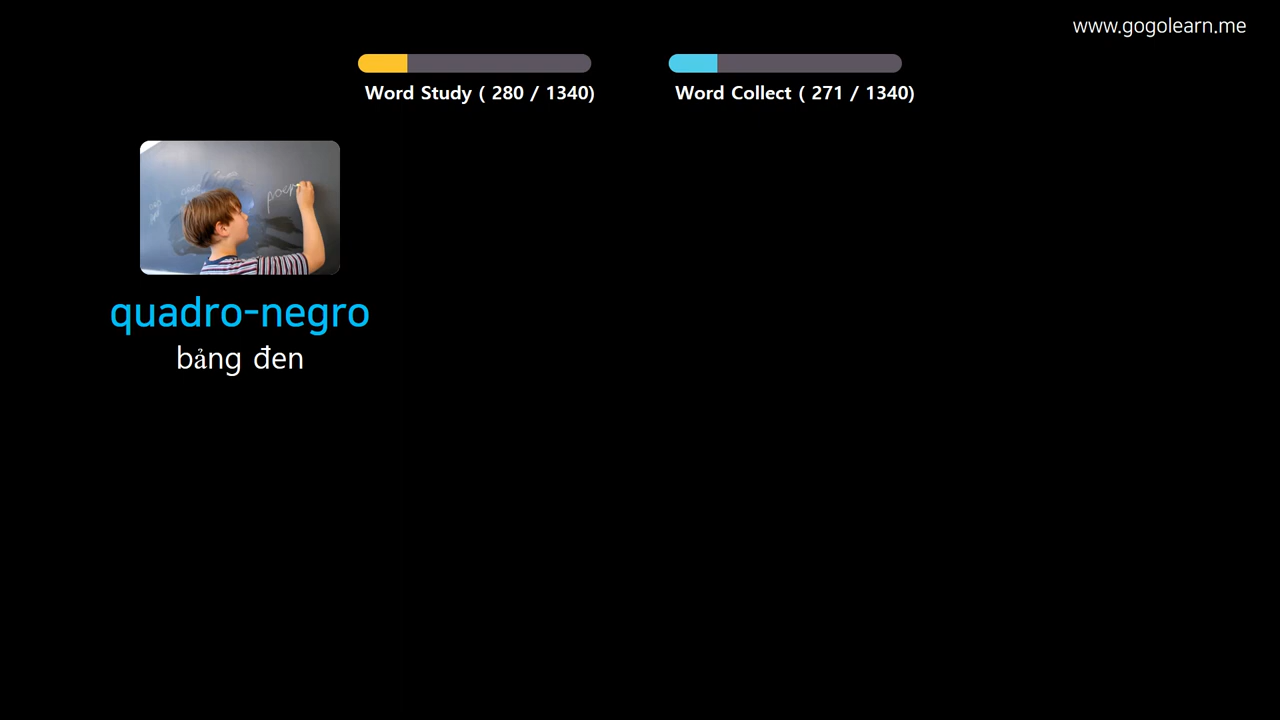 www.gogolearn.me
Word Study ( 280 / 1340)
Word Collect ( 271 / 1340)
quadro-negro
bảng đen